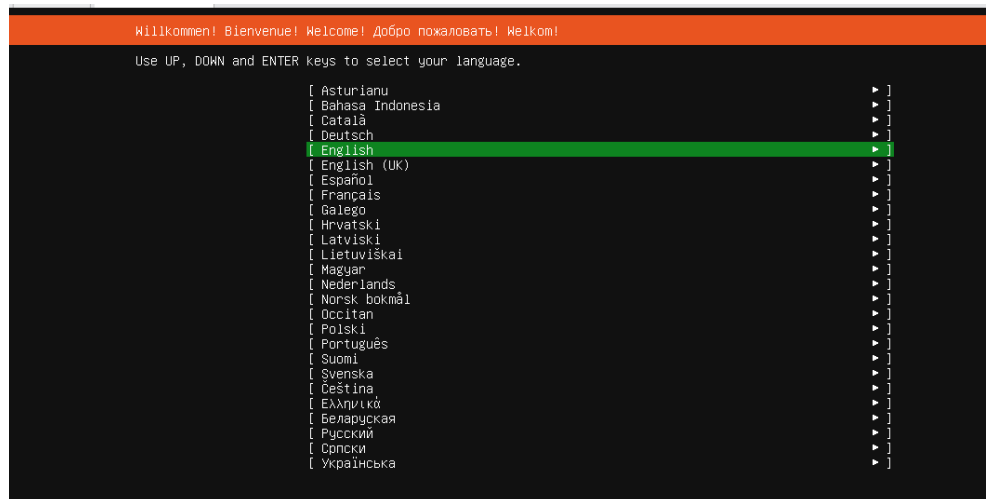 Willkommen! Bienvenue! Welcome! Добро пожаловать! Welkom!
Use UP, DOWN and ENTER keys to select your language.
[ Asturianu ▸ ]
[ Bahasa Indonesia ▸ ]
[ Català ▸ ]
[ Deutsch ▸ ]
[ English ▸ ]
[ English (UK) ▸ ]
[ Español ▸ ]
[ Français ▸ ]
[ Galego ▸ ]
[ Hrvatski ▸ ]
[ Latviski ▸ ]
[ Lietuviškai ▸ ]
[ Magyar ▸ ]
[ Nederlands ▸ ]
[ Norsk bokmål ▸ ]
[ Occitan ▸ ]
[ Polski ▸ ]
[ Português ▸ ]
[ Suomi ▸ ]
[ Svenska ▸ ]
[ Čeština ▸ ]
[ Ελληνικά ▸ ]
[ Беларуская ▸ ]
[ Русский ▸ ]
[ Српски ▸ ]
[ Українська ▸ ]